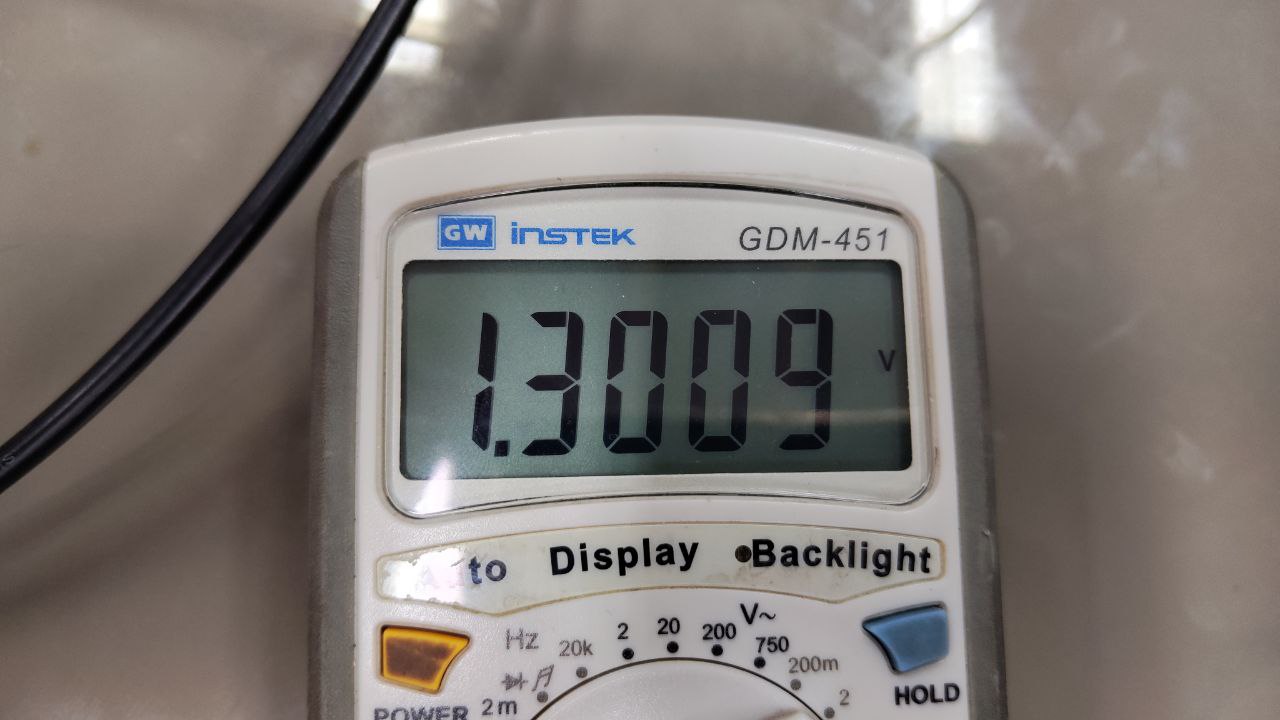 GW INSTEK GDM-451
1.3009 V
to Display •Backlight
Hz 20k 2 20 200 V~ 750 200m 2
2m
POWER
HOLD